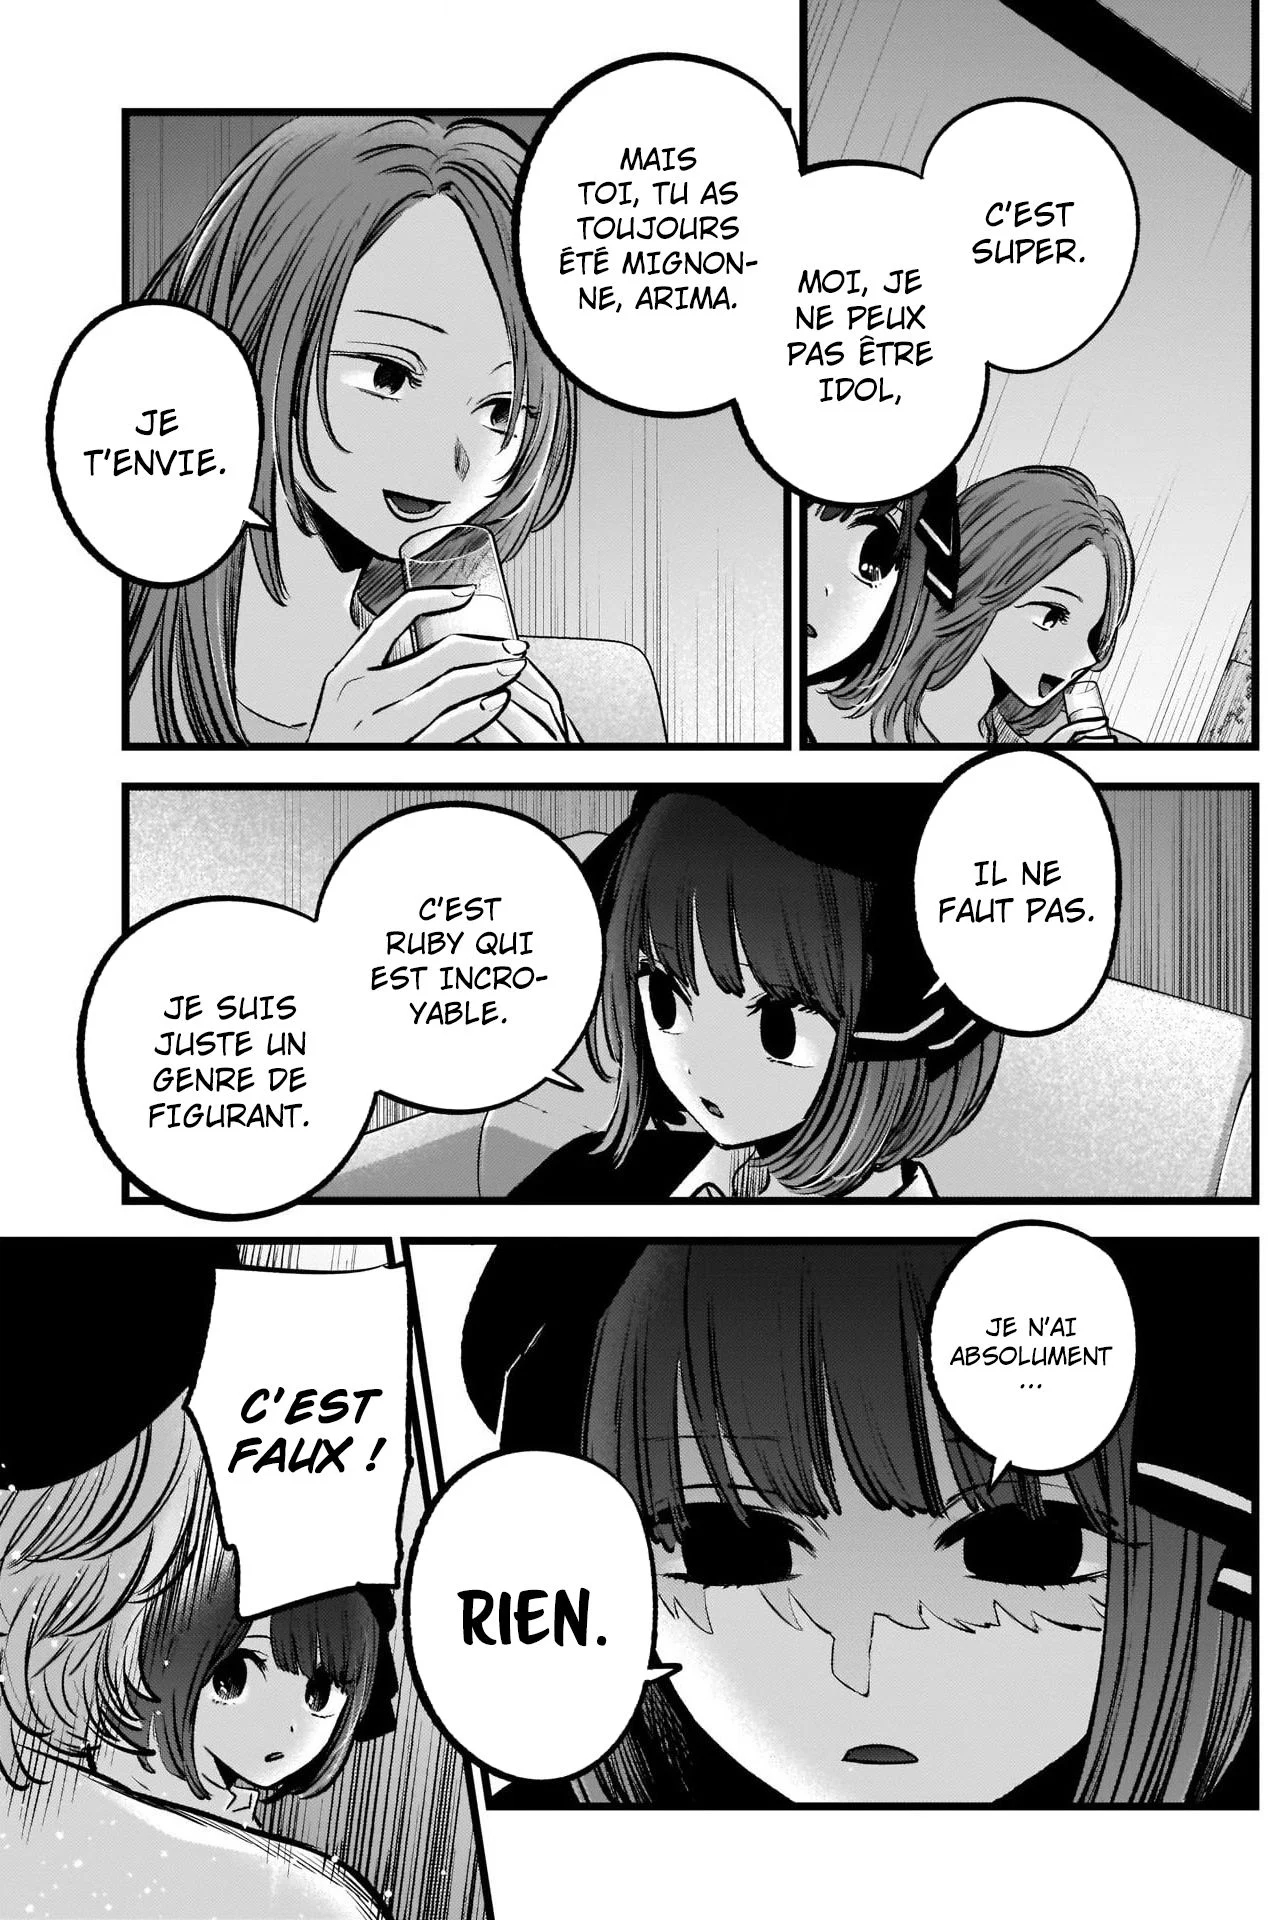 C'EST
SUPER.
MOI, JE
NE PEUX
PAS ÊTRE
IDOL,
MAIS
TOI, TU AS
TOUJOURS
ÉTÉ MIGNON-
NE, ARIMA.
JE
T'ENVIE.
IL NE
FAUT PAS.
C'EST
RUBY QUI
EST INCRO-
YABLE.
JE SUIS
JUSTE UN
GENRE DE
FIGURANT.
JE N'AI
ABSOLUMENT
...
RIEN.
C'EST
FAUX !